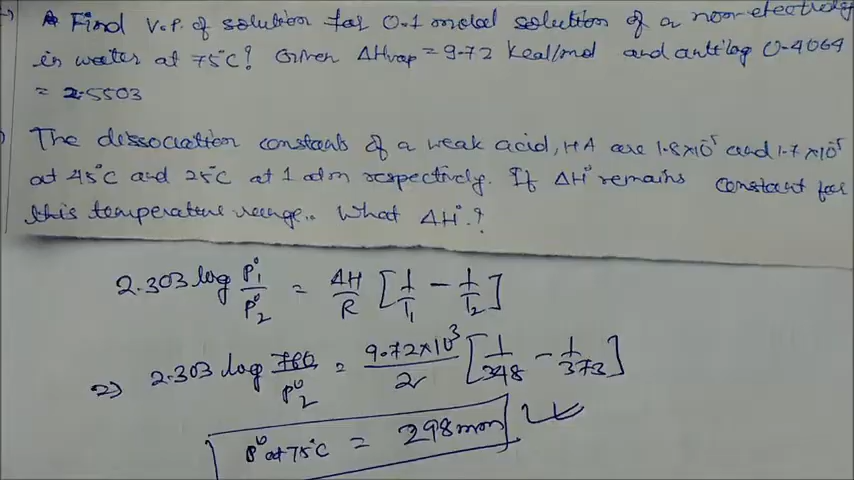 A Find V.P. of solution for 0.1 molal solution of a non-electroly
in water at 75°C? Given ΔHvap = 9.72 Kcal/mol and antilog 0.4064
= 2.5503
The dissociation constants of a weak acid, HA are 1.8×10⁻⁵ and 1.7×10⁻⁵
at 45°C and 25°C at 1 atm respectively. If ΔH° remains constant for
this temperature range.. What ΔH°?
2.303 log P°₁/P°₂ = ΔH/R [1/T₁ − 1/T₂]
⇒ 2.303 log 760/P°₂ = 9.72×10³/2 [1/348 − 1/373]
P° at 75°C = 298mm